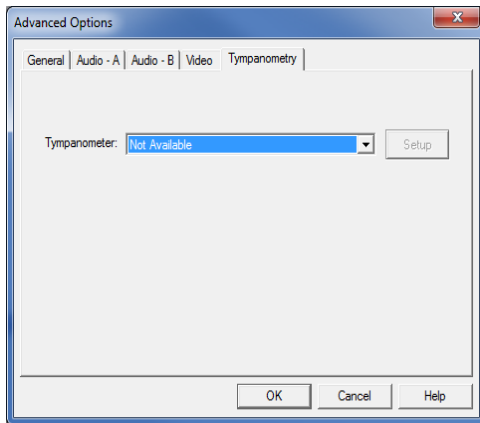 Advanced Options
General Audio - A Audio - B Video Tympanometry
Tympanometer: Not Available Setup
OK Cancel Help